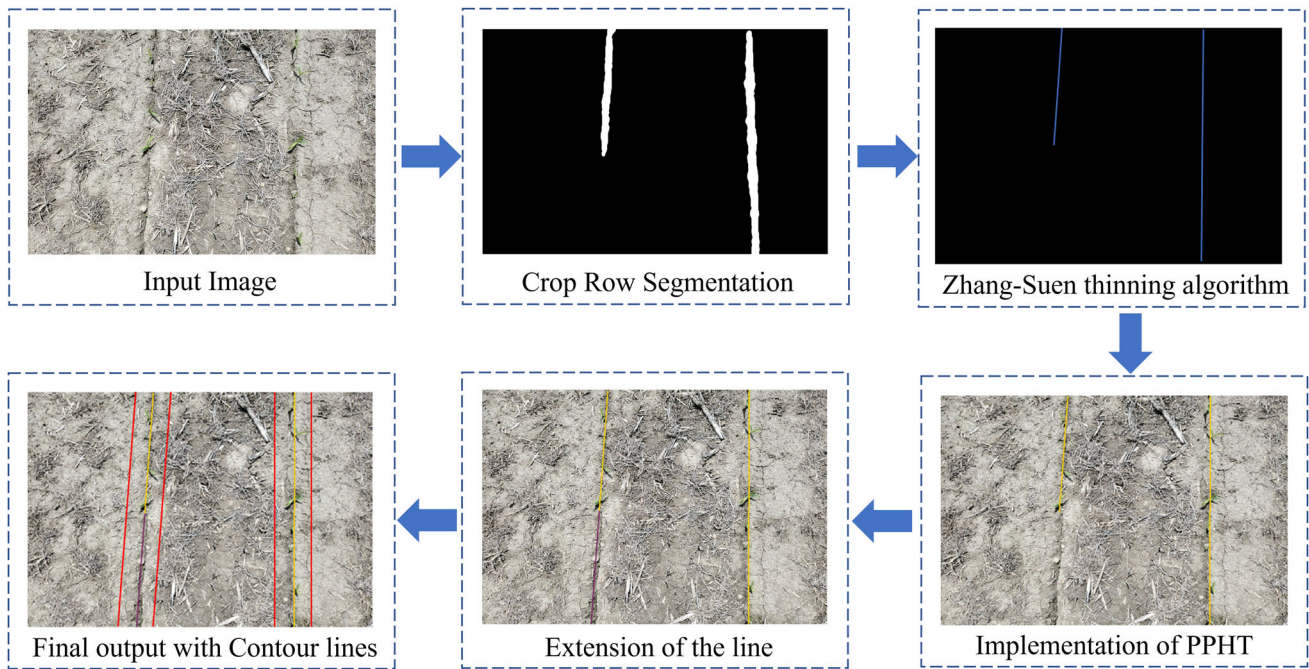 Input Image
Crop Row Segmentation
Zhang-Suen thinning algorithm
Implementation of PPHT
Extension of the line
Final output with Contour lines